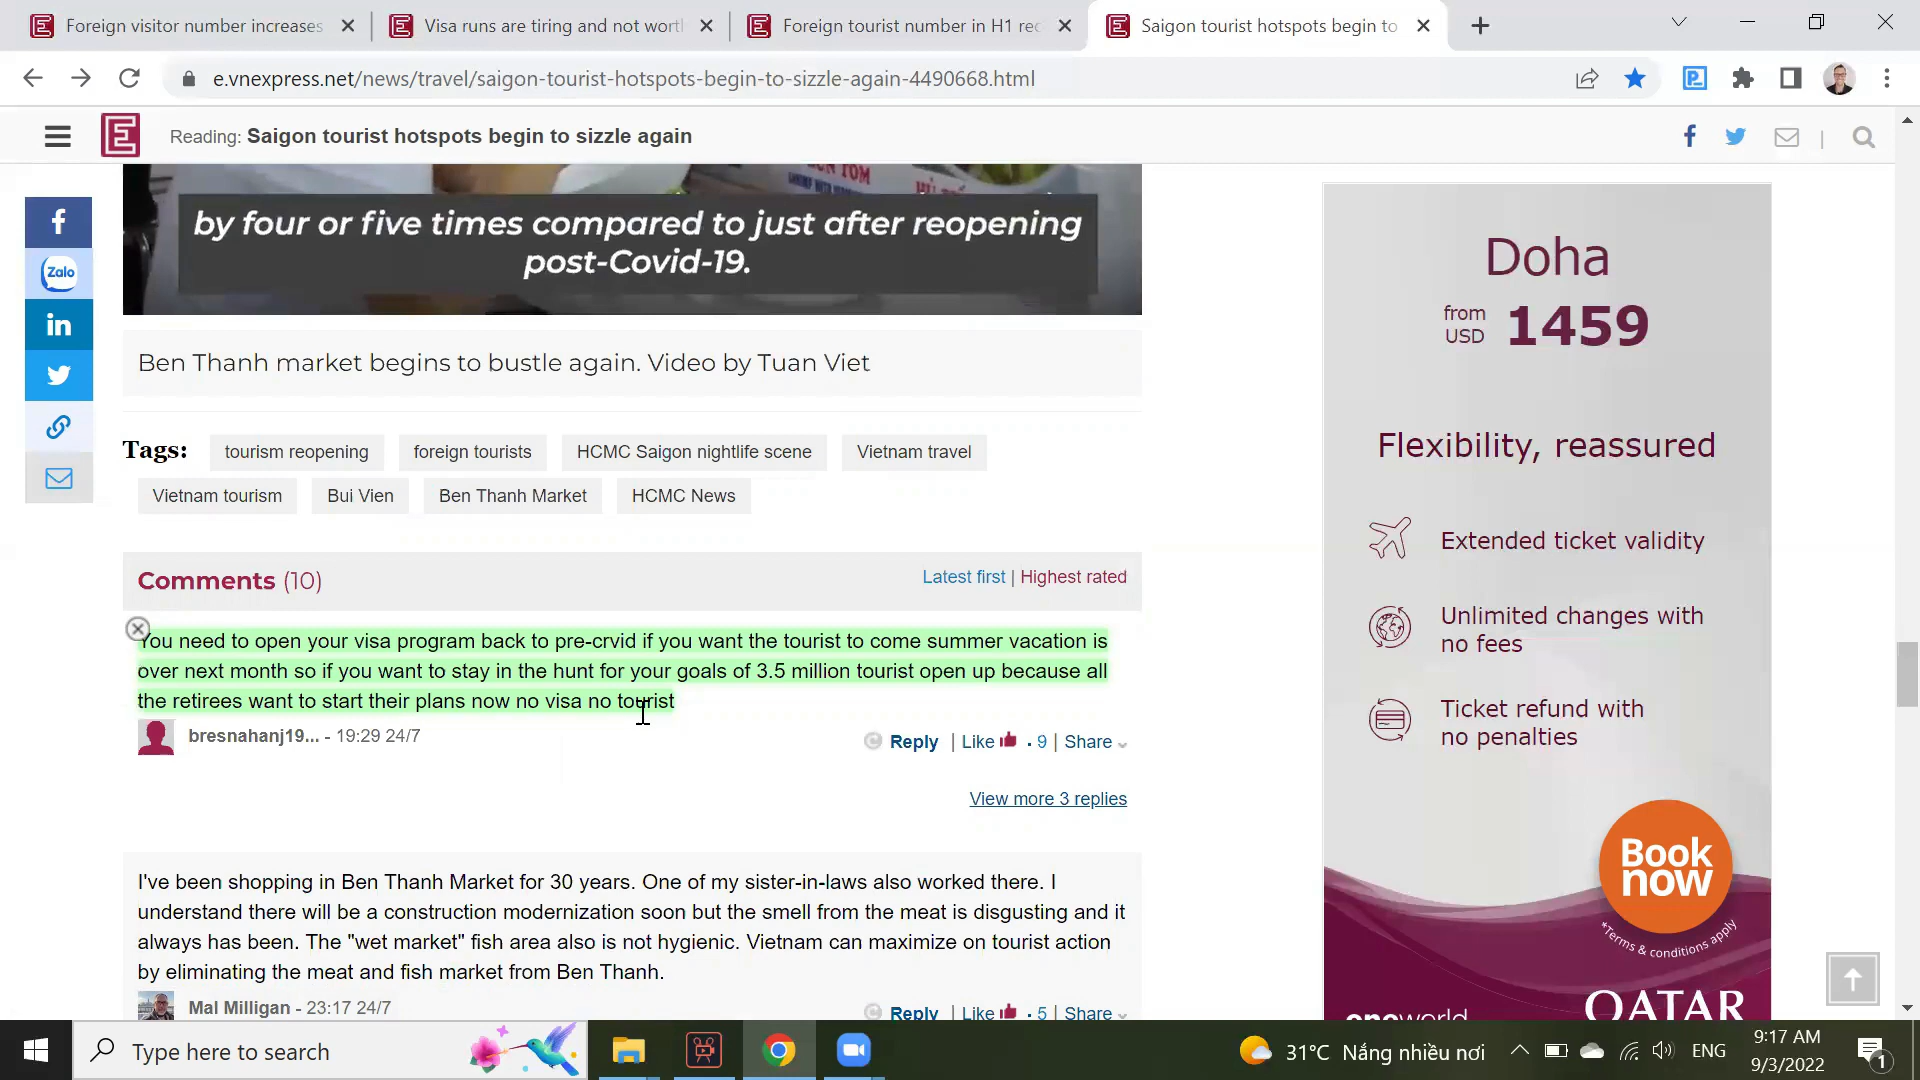 Foreign visitor number increases
Visa runs are tiring and not worth
Foreign tourist number in H1 rec
Saigon tourist hotspots begin to
e.vnexpress.net/news/travel/saigon-tourist-hotspots-begin-to-sizzle-again-4490668.html
Reading: Saigon tourist hotspots begin to sizzle again
by four or five times compared to just after reopening
post-Covid-19.
Zalo
Ben Thanh market begins to bustle again. Video by Tuan Viet
Tags: tourism reopening foreign tourists HCMC Saigon nightlife scene Vietnam travel
Vietnam tourism Bui Vien Ben Thanh Market HCMC News
Comments (10)
Latest first | Highest rated
You need to open your visa program back to pre-crvid if you want the tourist to come summer vacation is
over next month so if you want to stay in the hunt for your goals of 3.5 million tourist open up because all
the retirees want to start their plans now no visa no tourist
bresnahanj19... - 19:29 24/7
Reply | Like 9 | Share
View more 3 replies
I've been shopping in Ben Thanh Market for 30 years. One of my sister-in-laws also worked there. I
understand there will be a construction modernization soon but the smell from the meat is disgusting and it
always has been. The "wet market" fish area also is not hygienic. Vietnam can maximize on tourist action
by eliminating the meat and fish market from Ben Thanh.
Mal Milligan - 23:17 24/7
Reply | Like 5 | Share
Doha
from
USD 1459
Flexibility, reassured
Extended ticket validity
Unlimited changes with
no fees
Ticket refund with
no penalties
Book
now
*Terms & conditions apply
QATAR
oneworld
Type here to search
31°C Nắng nhiều nơi
ENG
9:17 AM
9/3/2022
1